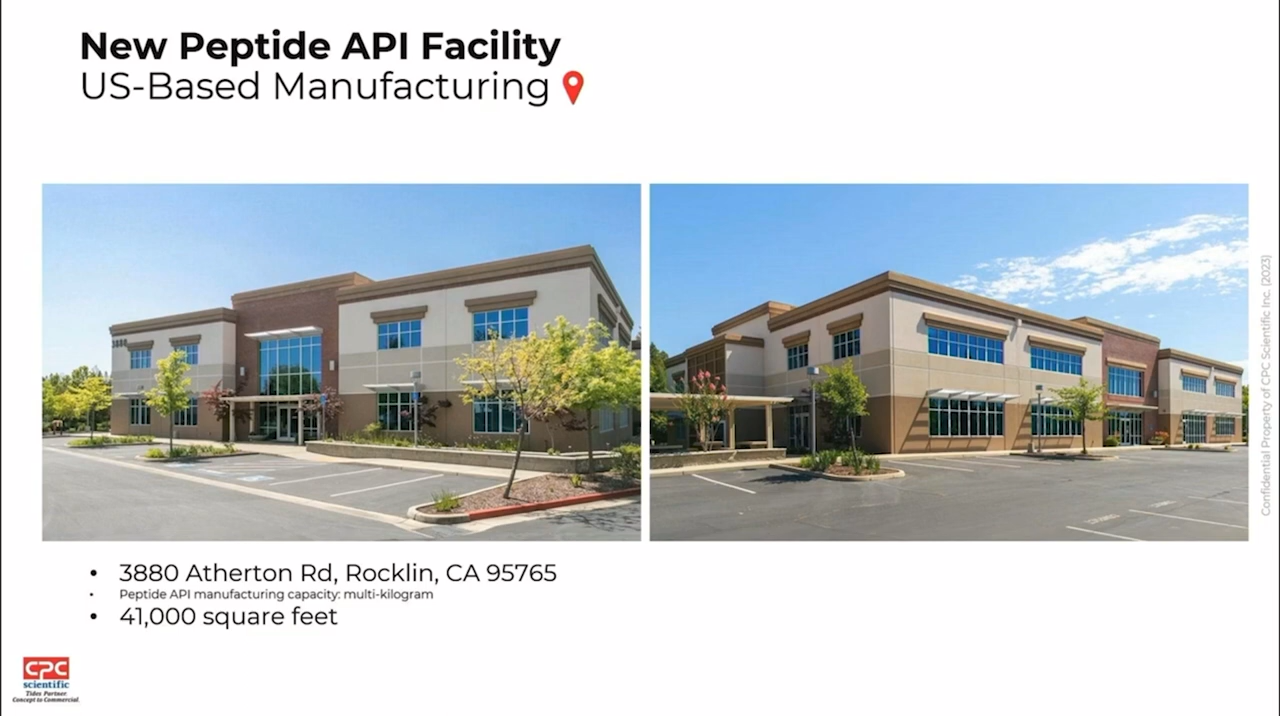 New Peptide API Facility
US-Based Manufacturing
3880
• 3880 Atherton Rd, Rocklin, CA 95765
• Peptide API manufacturing capacity: multi-kilogram
• 41,000 square feet
Confidential Property of CPC Scientific Inc. (2023)
CPC
scientific
Tides Partner.
Concept to Commercial.